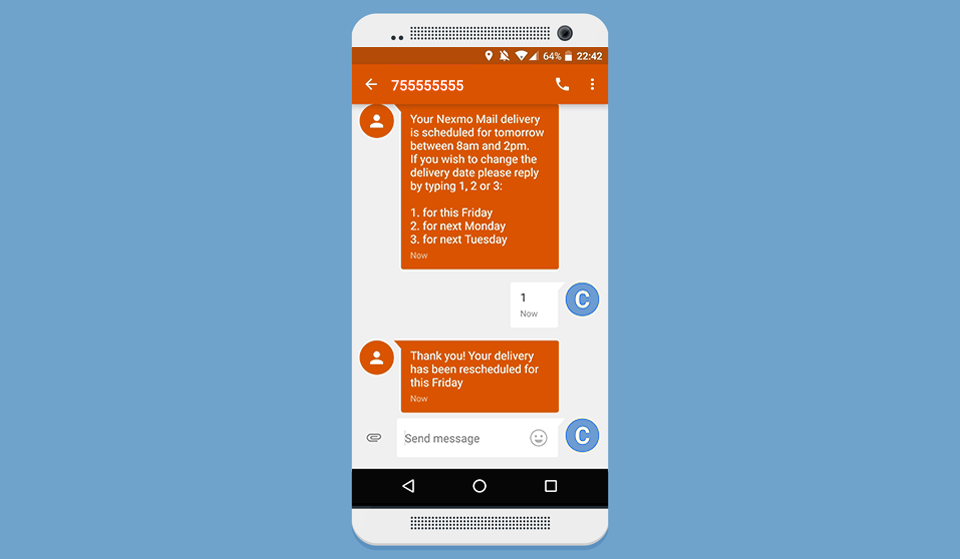 64% 22:42
755555555
Your Nexmo Mail delivery
is scheduled for tomorrow
between 8am and 2pm.
If you wish to change the
delivery date please reply
by typing 1, 2 or 3:
1. for this Friday
2. for next Monday
3. for next Tuesday
Now
1
Now
C
Thank you! Your delivery
has been rescheduled for
this Friday
Now
Send message
C